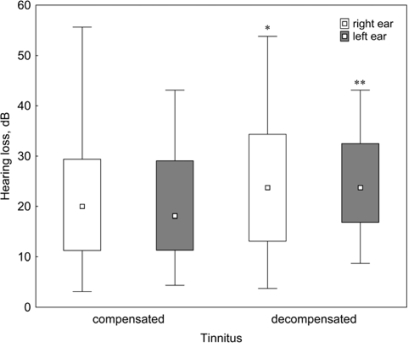 60
50
40
30
20
10
0
Hearing loss, dB
right ear
left ear
*
**
compensated
decompensated
Tinnitus